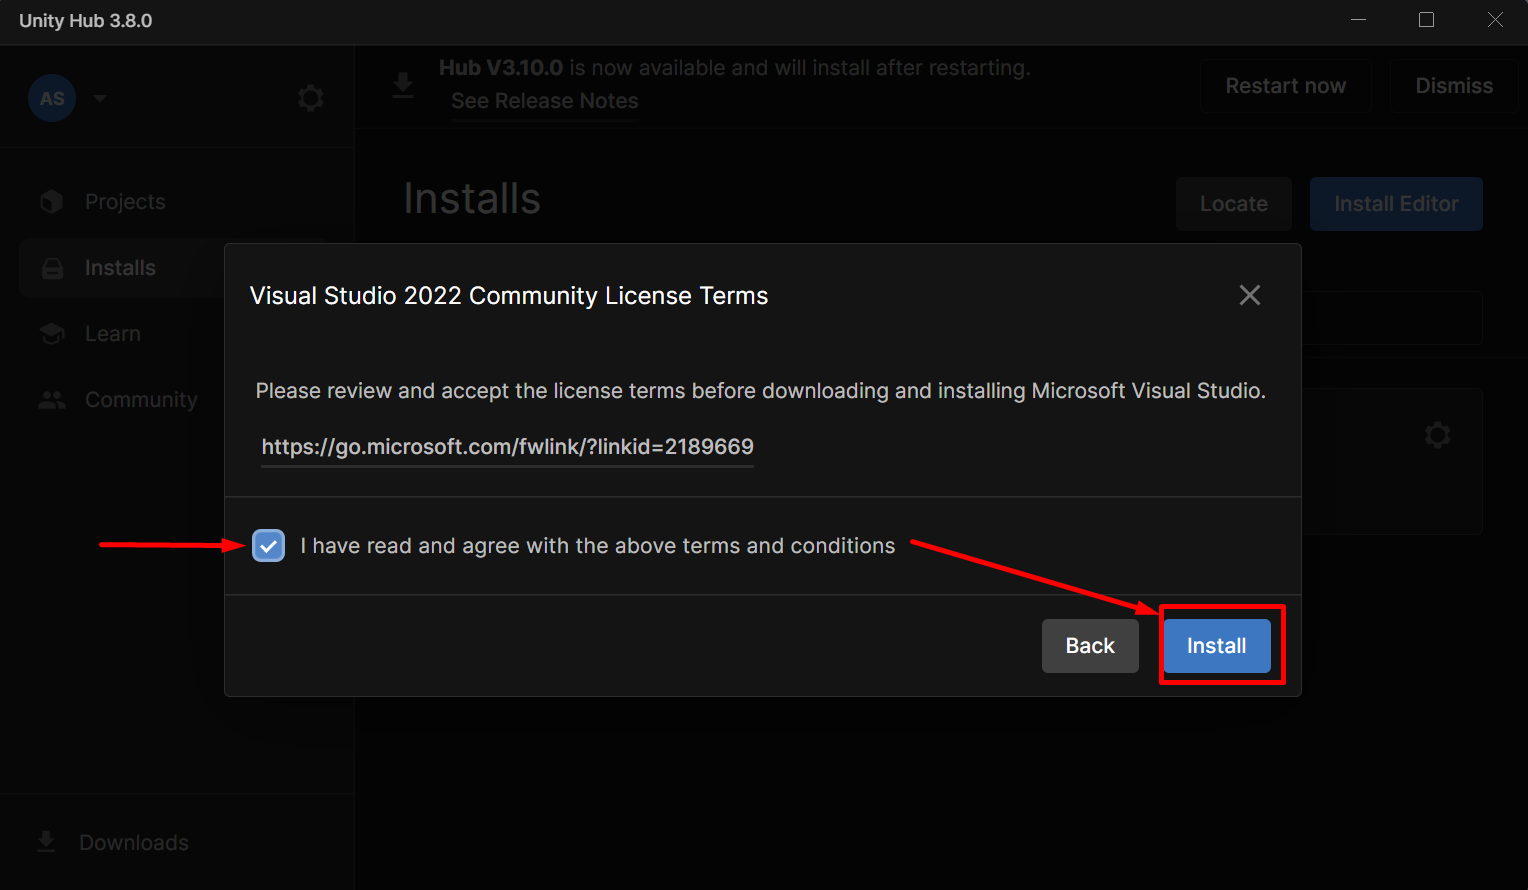 Unity Hub 3.8.0
AS
Hub V3.10.0 is now available and will install after restarting.
See Release Notes
Restart now
Dismiss
Projects
Installs
Learn
Community
Downloads
Installs
Locate
Install Editor
Visual Studio 2022 Community License Terms
Please review and accept the license terms before downloading and installing Microsoft Visual Studio.
https://go.microsoft.com/fwlink/?linkid=2189669
I have read and agree with the above terms and conditions
Back
Install